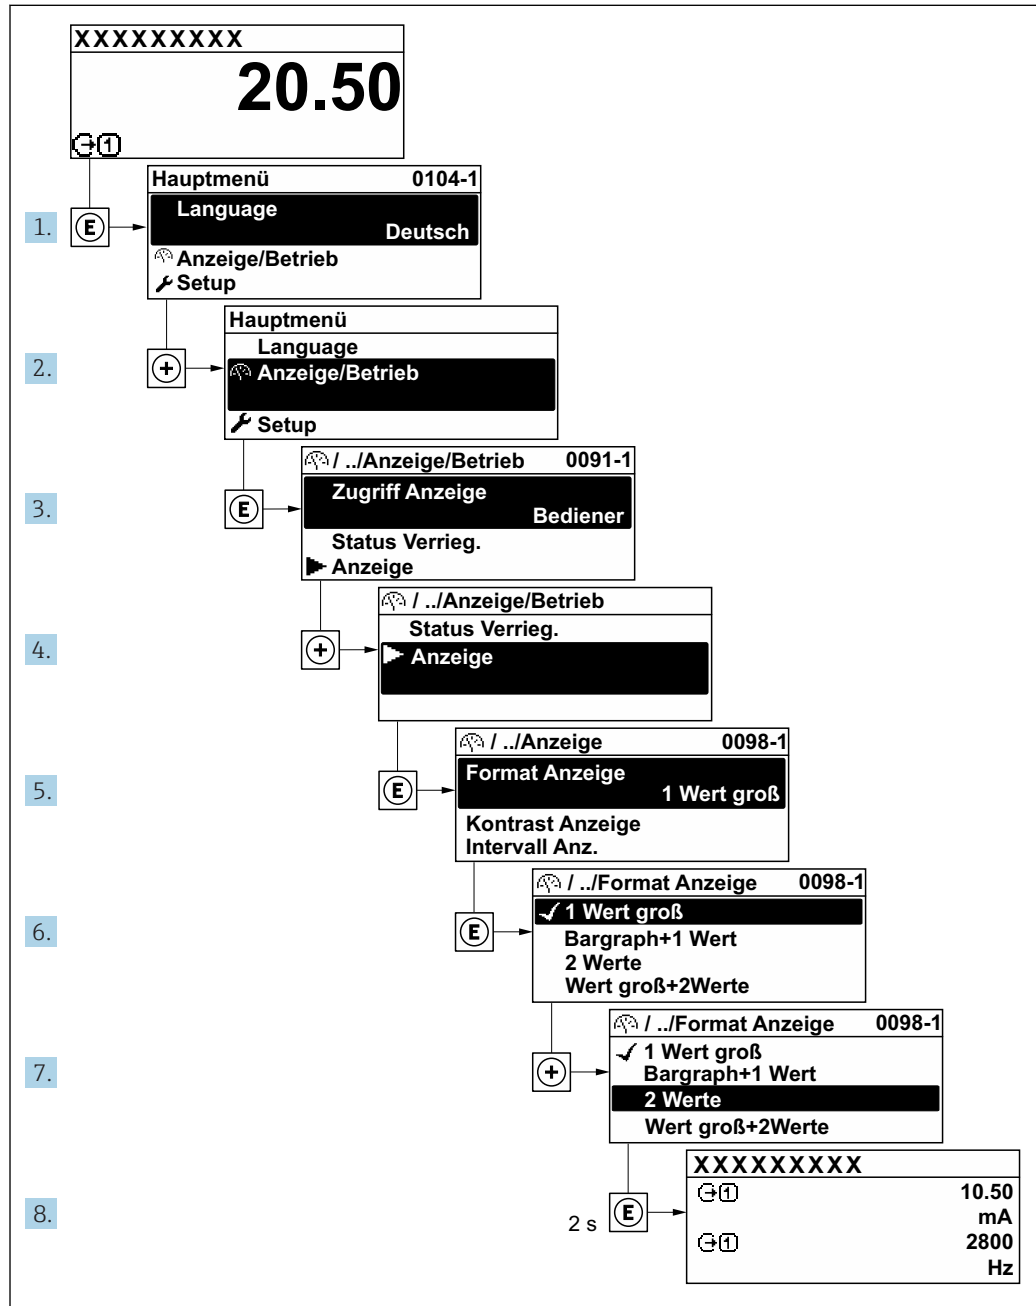 XXXXXXXXX
20.50
1
1.
E
Hauptmenü 0104-1
Language
Deutsch
Anzeige/Betrieb
Setup
2.
+
Hauptmenü
Language
Anzeige/Betrieb
Setup
3.
E
/ ../Anzeige/Betrieb 0091-1
Zugriff Anzeige
Bediener
Status Verrieg.
Anzeige
4.
+
/ ../Anzeige/Betrieb
Status Verrieg.
Anzeige
5.
E
/ ../Anzeige 0098-1
Format Anzeige
1 Wert groß
Kontrast Anzeige
Intervall Anz.
6.
E
/ ../Format Anzeige 0098-1
1 Wert groß
Bargraph+1 Wert
2 Werte
Wert groß+2Werte
7.
+
/ ../Format Anzeige 0098-1
1 Wert groß
Bargraph+1 Wert
2 Werte
Wert groß+2Werte
8.
2 s
E
XXXXXXXXX
1 10.50
mA
1 2800
Hz